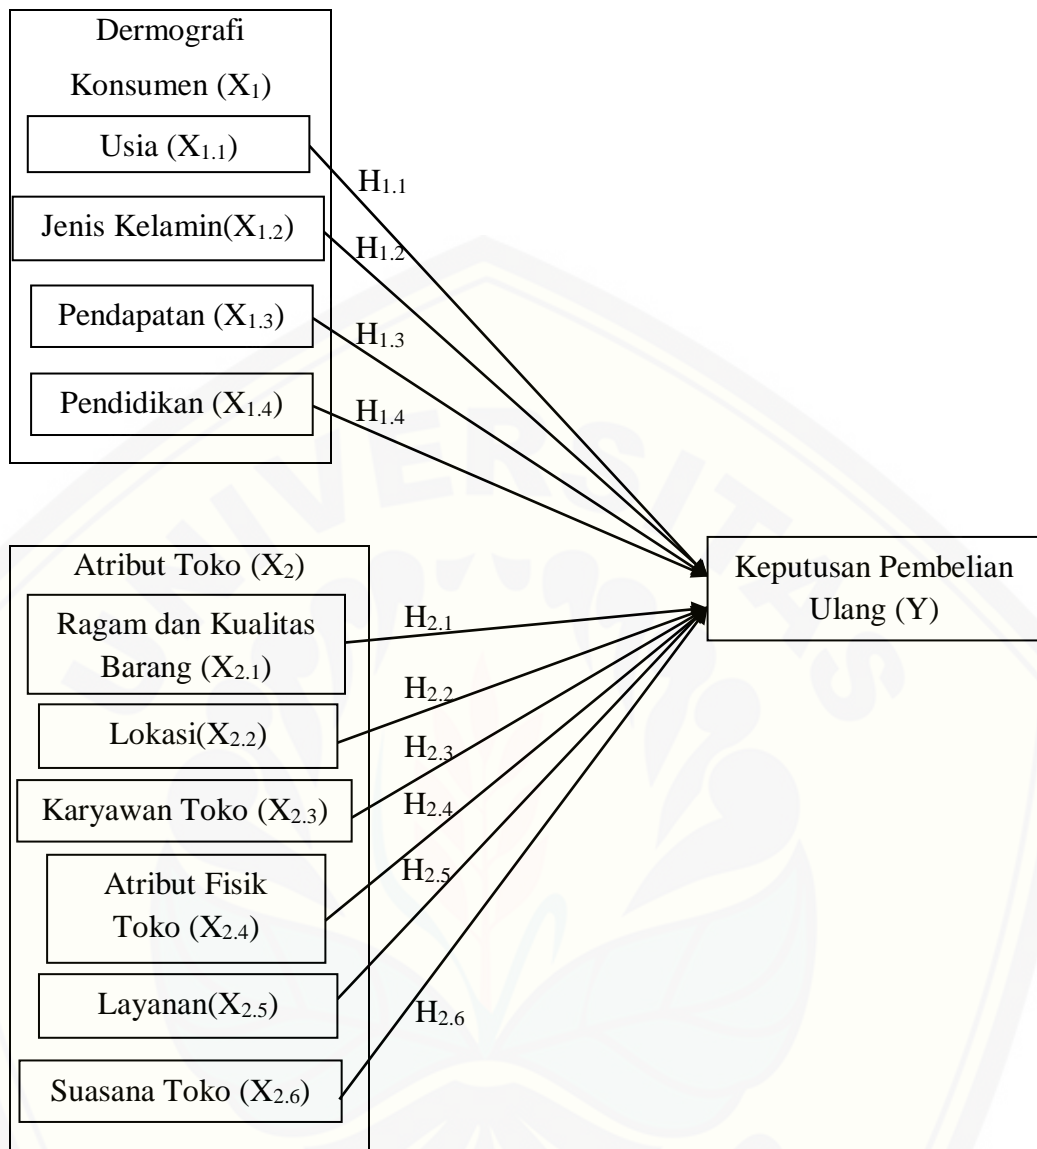 Dermografi
Konsumen (X1)
Usia (X1.1)
H1.1
Jenis Kelamin(X1.2)
H1.2
Pendapatan (X1.3)
H1.3
Pendidikan (X1.4)
H1.4
UNIVERSITAS
Atribut Toko (X2)
Ragam dan Kualitas
Barang (X2.1)
H2.1
Keputusan Pembelian
Ulang (Y)
Lokasi(X2.2)
H2.2
Karyawan Toko (X2.3)
H2.3
Atribut Fisik
Toko (X2.4)
H2.4
Layanan(X2.5)
H2.5
Suasana Toko (X2.6)
H2.6